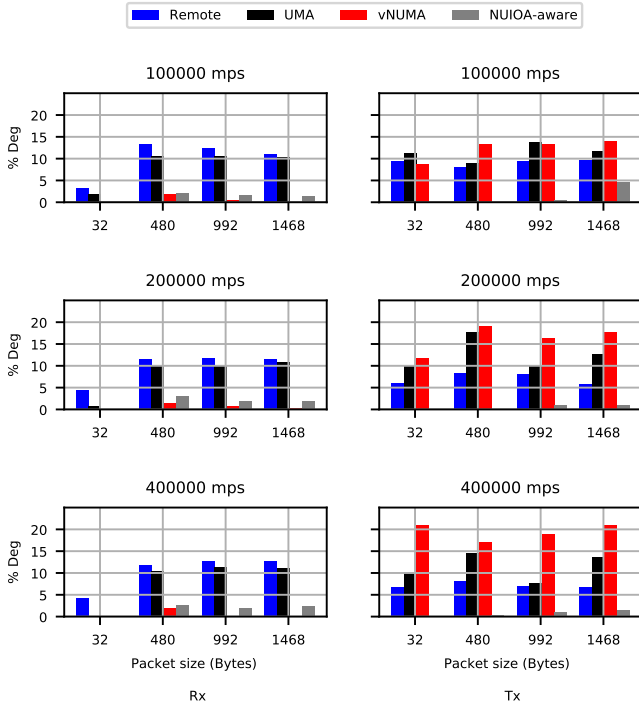 Remote UMA vNUMA NUIOA-aware
100000 mps 100000 mps
% Deg
20
15
10
5
0
32 480 992 1468
32 480 992 1468
200000 mps 200000 mps
% Deg
20
15
10
5
0
32 480 992 1468
32 480 992 1468
400000 mps 400000 mps
% Deg
20
15
10
5
0
32 480 992 1468
32 480 992 1468
Packet size (Bytes) Packet size (Bytes)
Rx Tx